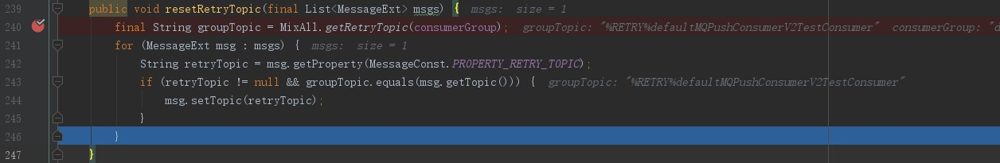 239 public void resetRetryTopic(final List<MessageExt> msgs) { msgs: size = 1
240 final String groupTopic = MixAll.getRetryTopic(consumerGroup); groupTopic: "%RETRY%defaultMQPushConsumerV2TestConsumer" consumerGroup: "d
241 for (MessageExt msg : msgs) { msgs: size = 1
242 String retryTopic = msg.getProperty(MessageConst.PROPERTY_RETRY_TOPIC);
243 if (retryTopic != null && groupTopic.equals(msg.getTopic())) { groupTopic: "%RETRY%defaultMQPushConsumerV2TestConsumer"
244 msg.setTopic(retryTopic);
245 }
246 }
247 }